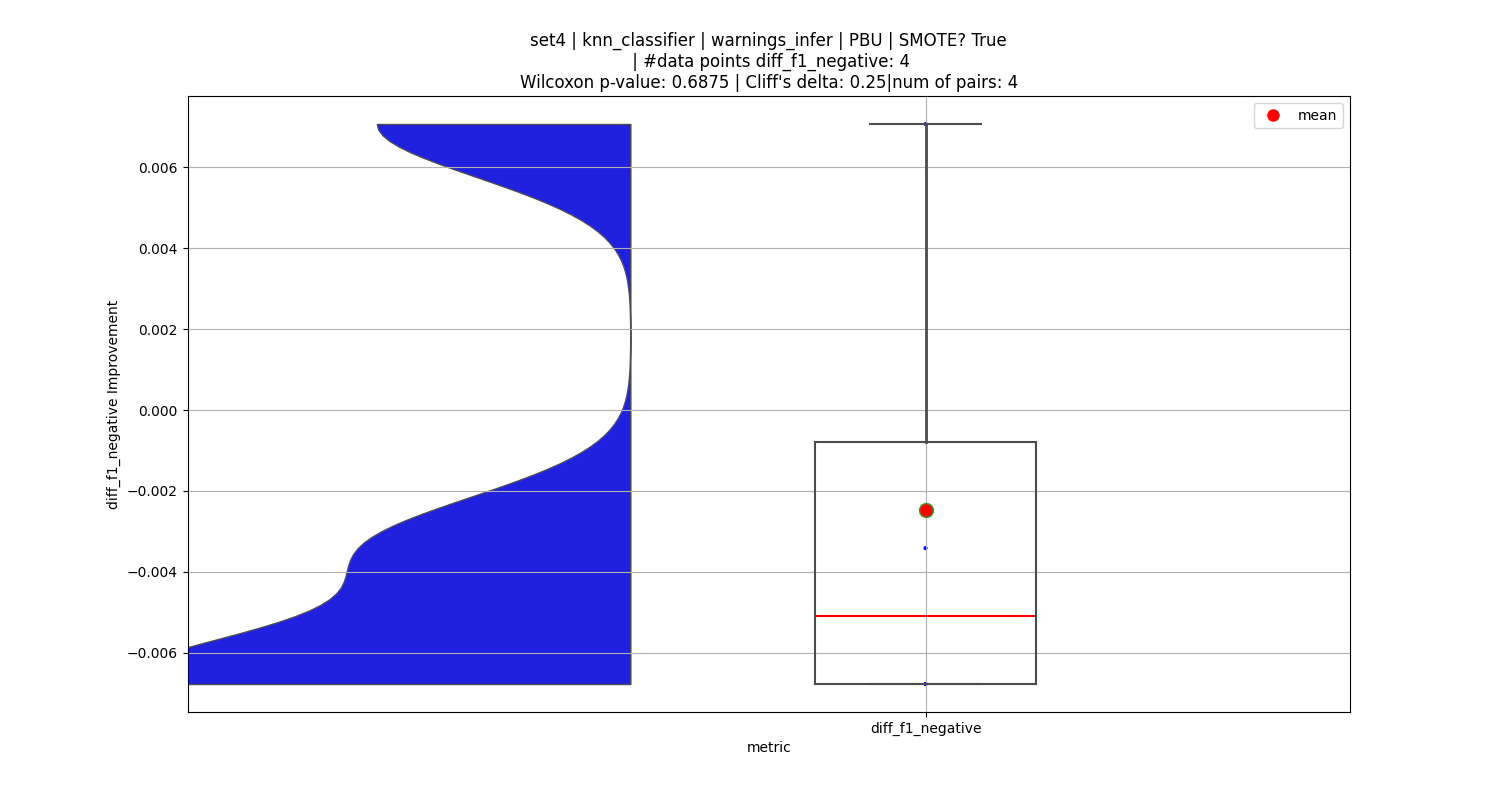 set4 | knn_classifier | warnings_infer | PBU | SMOTE? True
| #data points diff_f1_negative: 4
Wilcoxon p-value: 0.6875 | Cliff's delta: 0.25|num of pairs: 4
mean
diff_f1_negative Improvement
0.006
0.004
0.002
0.000
−0.002
−0.004
−0.006
diff_f1_negative
metric